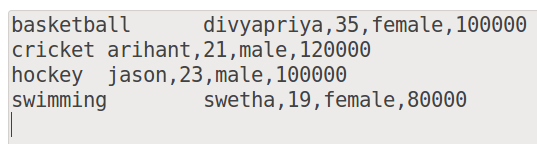 basketball	divyapriya,35,female,100000
cricket	arihant,21,male,120000
hockey	jason,23,male,100000
swimming	swetha,19,female,80000